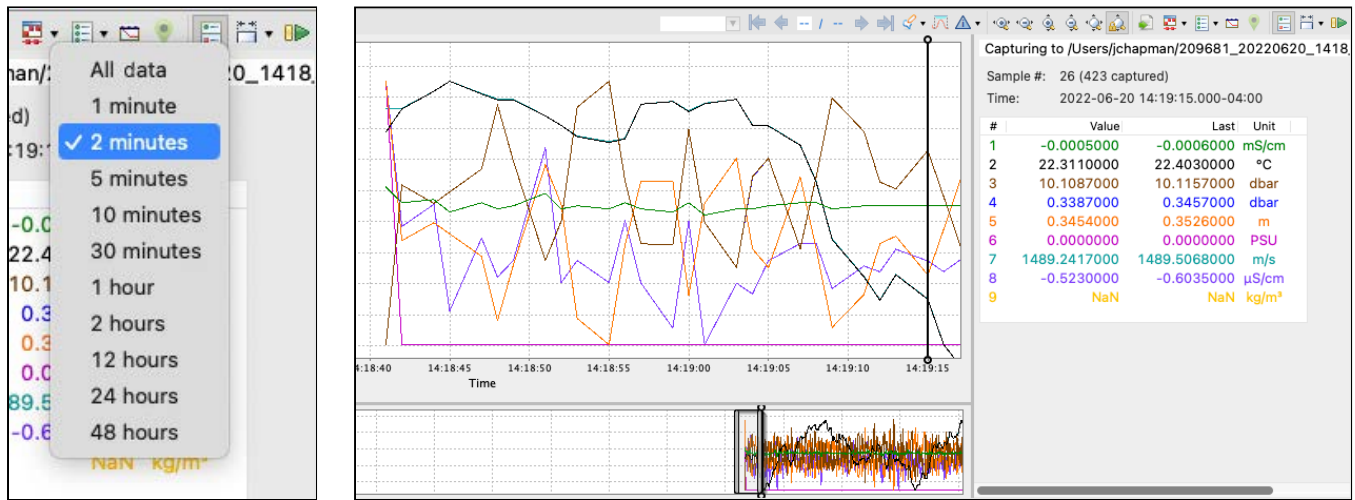 nan/2
20_1418_
d)
:19:1
-0.0
22.4
10.1
0.3
0.3
0.0
89.5
-0.6
NaN kg/m³
All data
1 minute
✓ 2 minutes
5 minutes
10 minutes
30 minutes
1 hour
2 hours
12 hours
24 hours
48 hours
-- / --
Capturing to /Users/jchapman/209681_20220620_1418_
Sample #: 26 (423 captured)
Time: 2022-06-20 14:19:15.000-04:00
# Value Last Unit
1 -0.0005000 -0.0006000 mS/cm
2 22.3110000 22.4030000 °C
3 10.1087000 10.1157000 dbar
4 0.3387000 0.3457000 dbar
5 0.3454000 0.3526000 m
6 0.0000000 0.0000000 PSU
7 1489.2417000 1489.5068000 m/s
8 -0.5230000 -0.6035000 µS/cm
9 NaN NaN kg/m³
4:18:40 14:18:45 14:18:50 14:18:55 14:19:00 14:19:05 14:19:10 14:19:15
Time